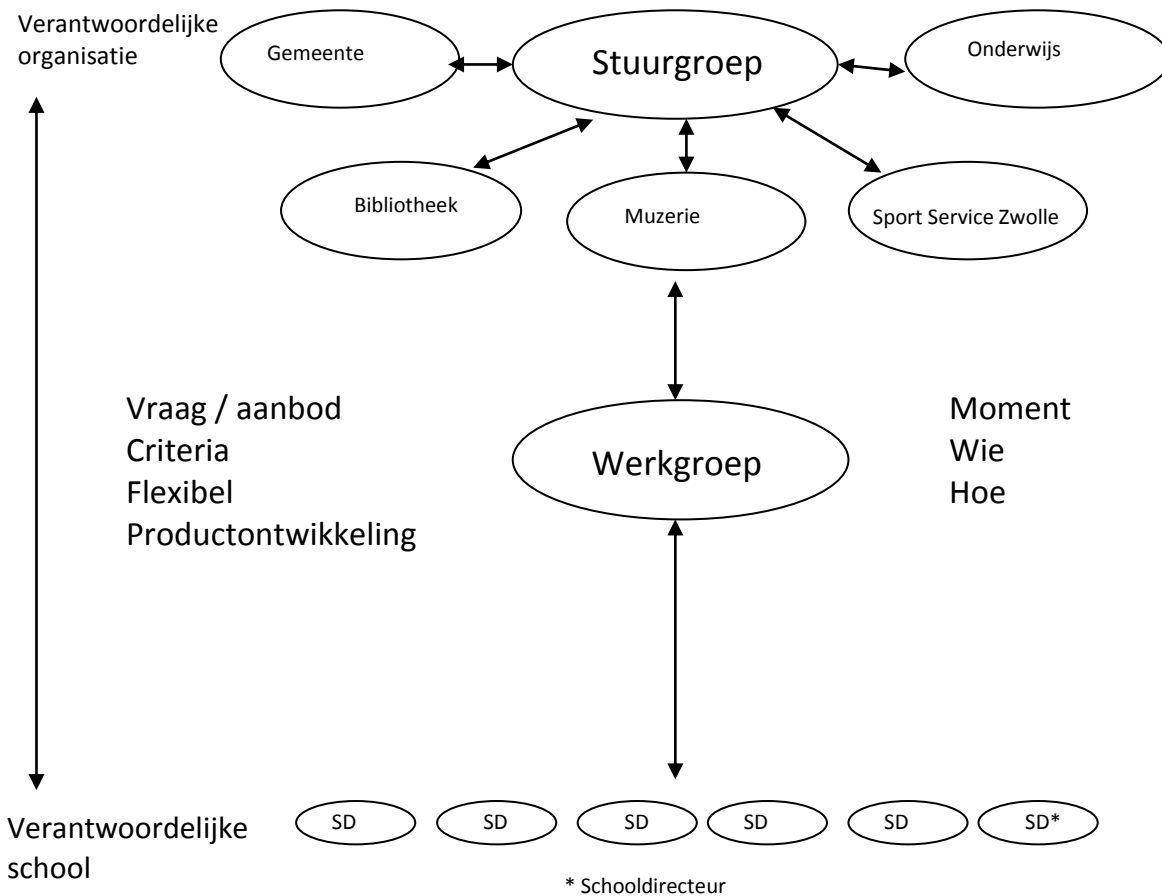 Verantwoordelijke
organisatie
Gemeente
Stuurgroep
Onderwijs
Bibliotheek
Muzerie
Sport Service Zwolle
Vraag / aanbod
Criteria
Flexibel
Productontwikkeling
Werkgroep
Moment
Wie
Hoe
Verantwoordelijke
school
SD
SD
SD
SD
SD
SD*
* Schooldirecteur